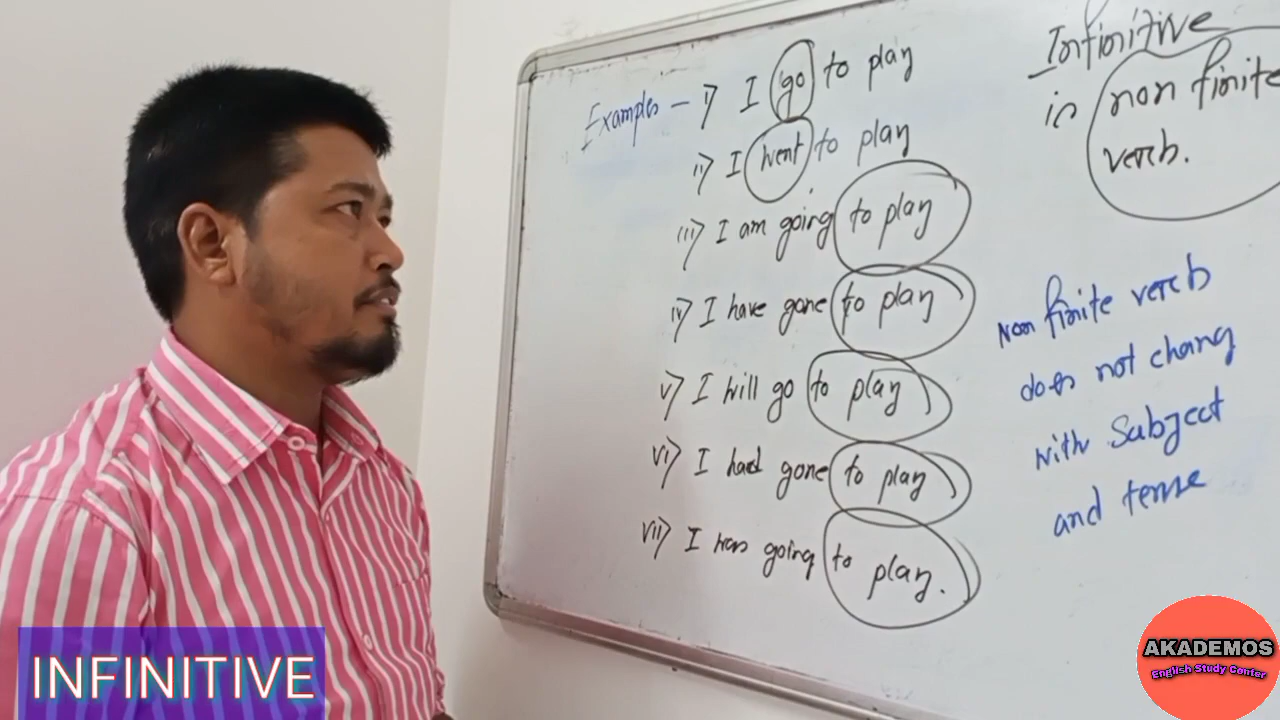 Examples – i) I go to play
ii) I went to play
iii) I am going to play
iv) I have gone to play
v) I will go to play
vi) I had gone to play
vii) I was going to play.
Infinitive
is non finite
verb.
Non finite verb
does not chang
with Subject
and tense
INFINITIVE
AKADEMOS
English Study Center